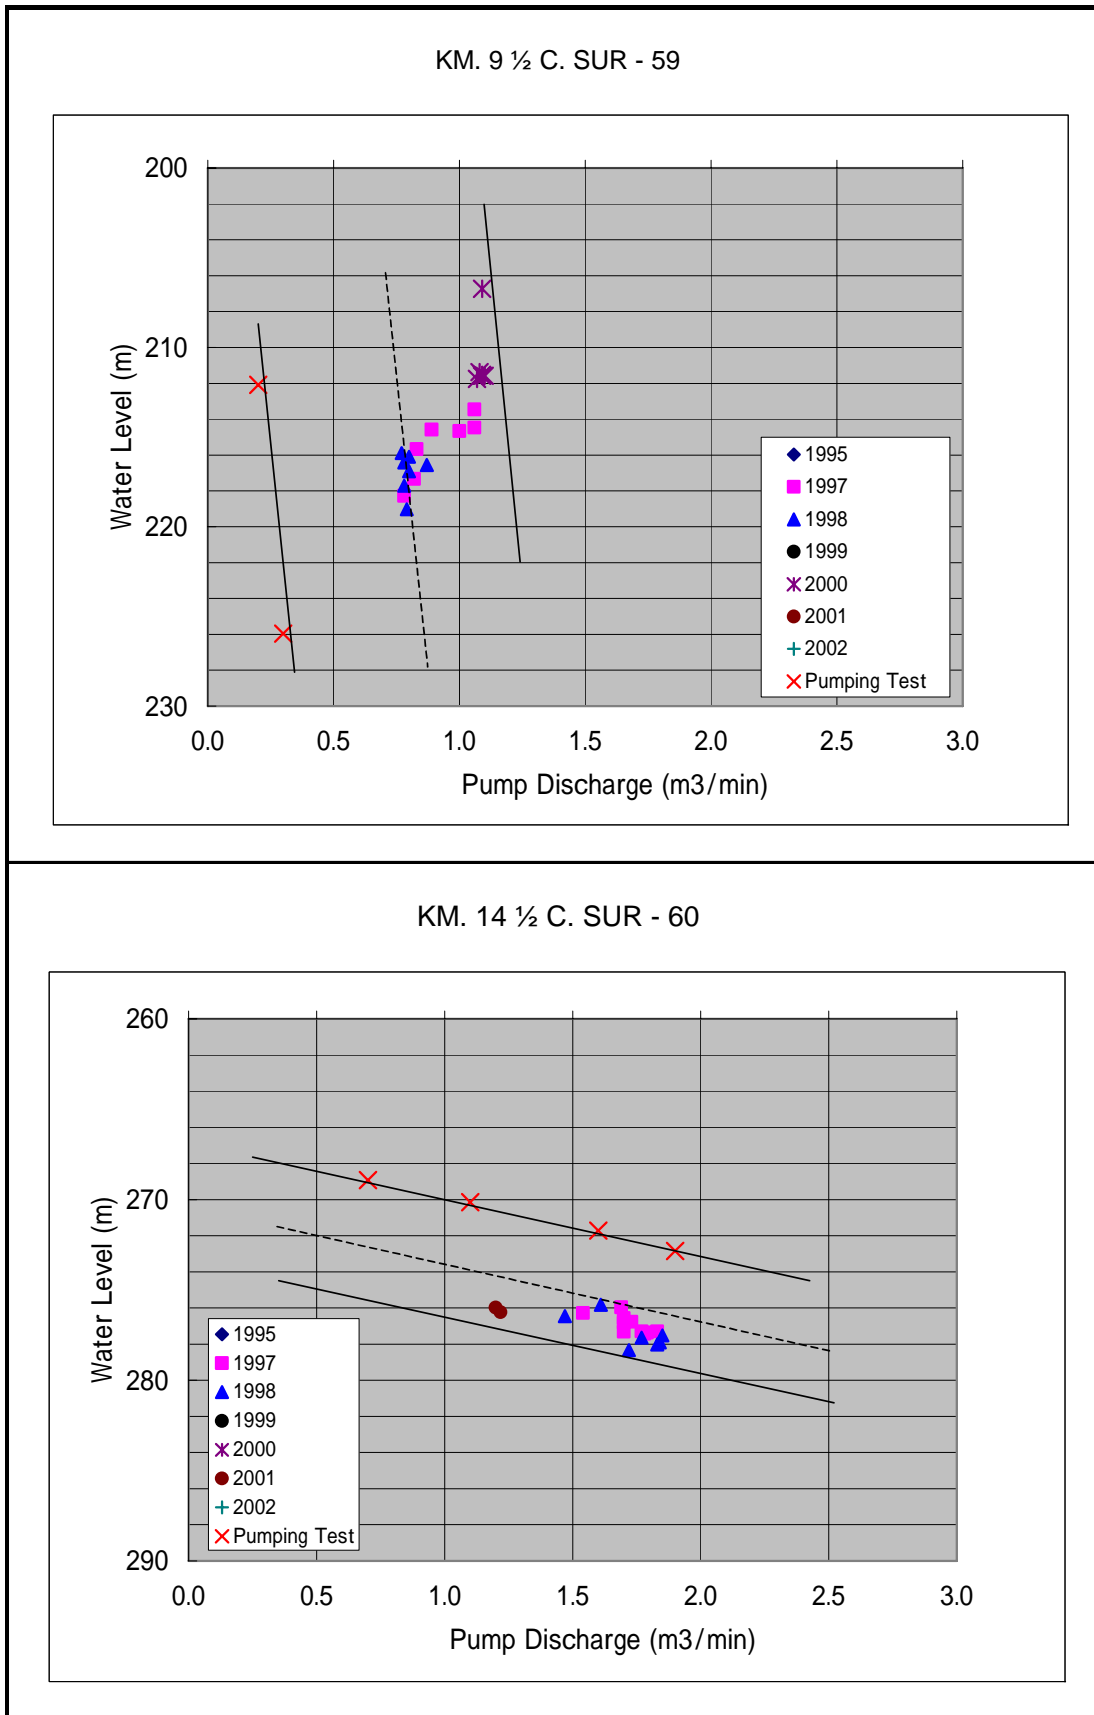 KM. 9 ½ C. SUR - 59
200
210
220
230
Water Level (m)
0.0 0.5 1.0 1.5 2.0 2.5 3.0
Pump Discharge (m3/min)
1995
1997
1998
1999
2000
2001
2002
Pumping Test
KM. 14 ½ C. SUR - 60
260
270
280
290
Water Level (m)
0.0 0.5 1.0 1.5 2.0 2.5 3.0
Pump Discharge (m3/min)
1995
1997
1998
1999
2000
2001
2002
Pumping Test